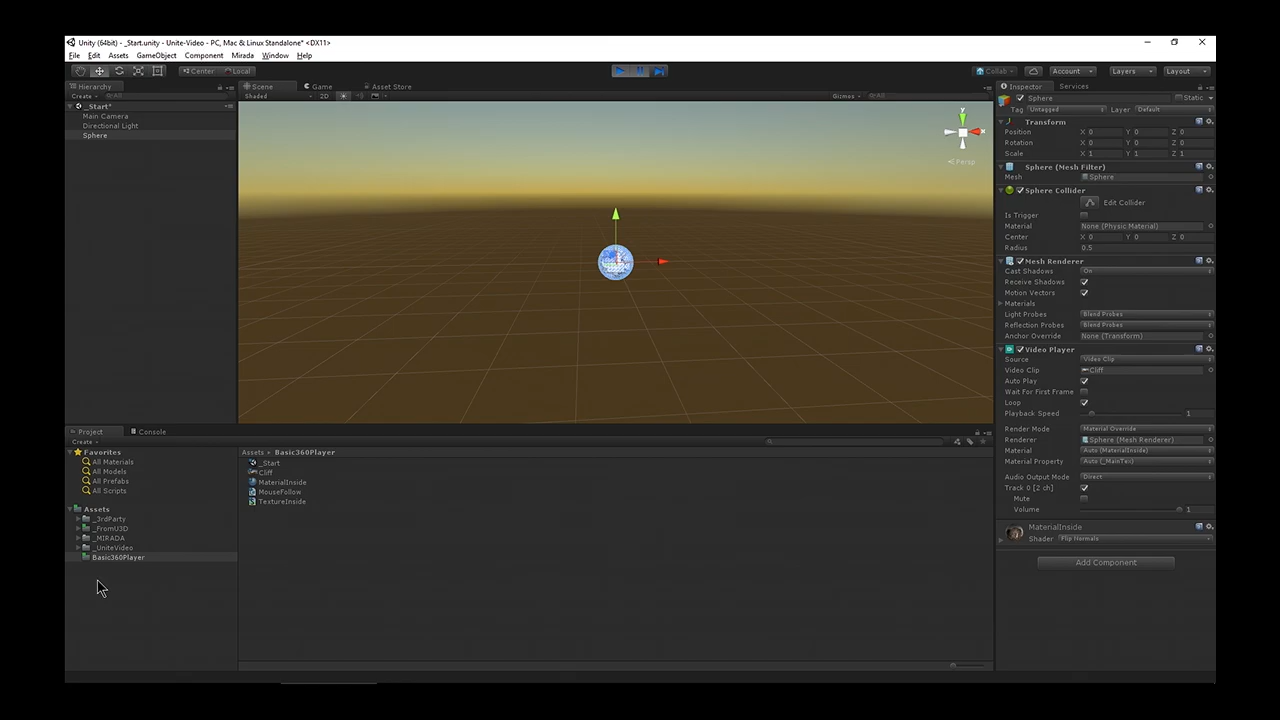 Unity (64bit) - _Start.unity - Unite-Video - PC, Mac & Linux Standalone* <DX11>
File Edit Assets GameObject Component Mirada Window Help
Center Local Collab Account Layers Layout
Hierarchy
Create All
_Start*
Main Camera
Directional Light
Sphere
Scene Game Asset Store
Shaded 2D Gizmos All
y
x
Persp
Inspector Services
Sphere Static
Tag Untagged Layer Default
Transform
Position X 0 Y 0 Z 0
Rotation X 0 Y 0 Z 0
Scale X 1 Y 1 Z 1
Sphere (Mesh Filter)
Mesh Sphere
Sphere Collider
Edit Collider
Is Trigger
Material None (Physic Material)
Center X 0 Y 0 Z 0
Radius 0.5
Mesh Renderer
Cast Shadows On
Receive Shadows
Motion Vectors
Materials
Light Probes Blend Probes
Reflection Probes Blend Probes
Anchor Override None (Transform)
Video Player
Source Video Clip
Video Clip Cliff
Auto Play
Wait For First Frame
Loop
Playback Speed 1
Render Mode Material Override
Renderer Sphere (Mesh Renderer)
Material Auto (MaterialInside)
Material Property Auto (_MainTex)
Audio Output Mode Direct
Track 0 [2 ch]
Mute
Volume 1
MaterialInside
Shader Flip Normals
Add Component
Project Console
Create
Favorites
All Materials
All Models
All Prefabs
All Scripts
Assets
_3rdParty
_FromU3D
_MIRADA
_UniteVideo
Basic360Player
Assets Basic360Player
_Start
Cliff
MaterialInside
MouseFollow
TextureInside